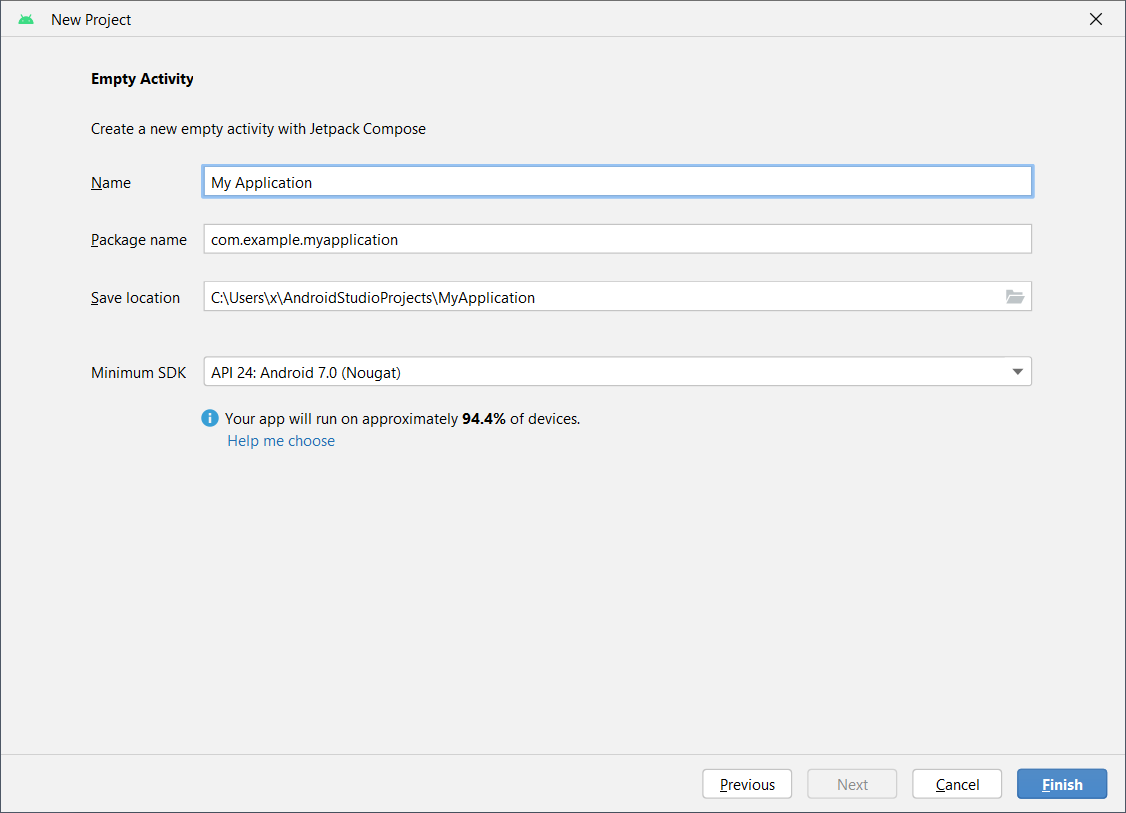 New Project
Empty Activity
Create a new empty activity with Jetpack Compose
Name My Application
Package name com.example.myapplication
Save location C:\Users\x\AndroidStudioProjects\MyApplication
Minimum SDK API 24: Android 7.0 (Nougat)
Your app will run on approximately 94.4% of devices.
Help me choose
Previous Next Cancel Finish